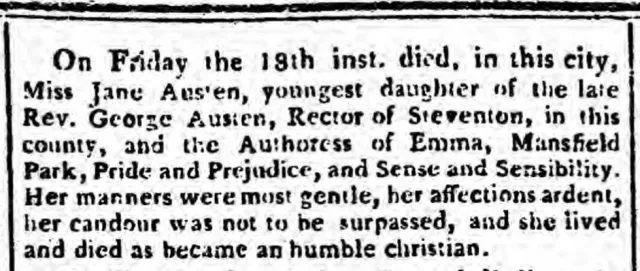 On Friday the 18th inst. died, in this city,
Miss Jane Aus'en, youngest daughter of the late
Rev. George Austen, Rector of Steventon, in this
county, and the Authoress of Emma, Mansfield
Park, Pride and Prejudice, and Sense and Sensibility.
Her manners were most gentle, her affections ardent,
her candour was not to be surpassed, and she lived
and died as became an humble christian.